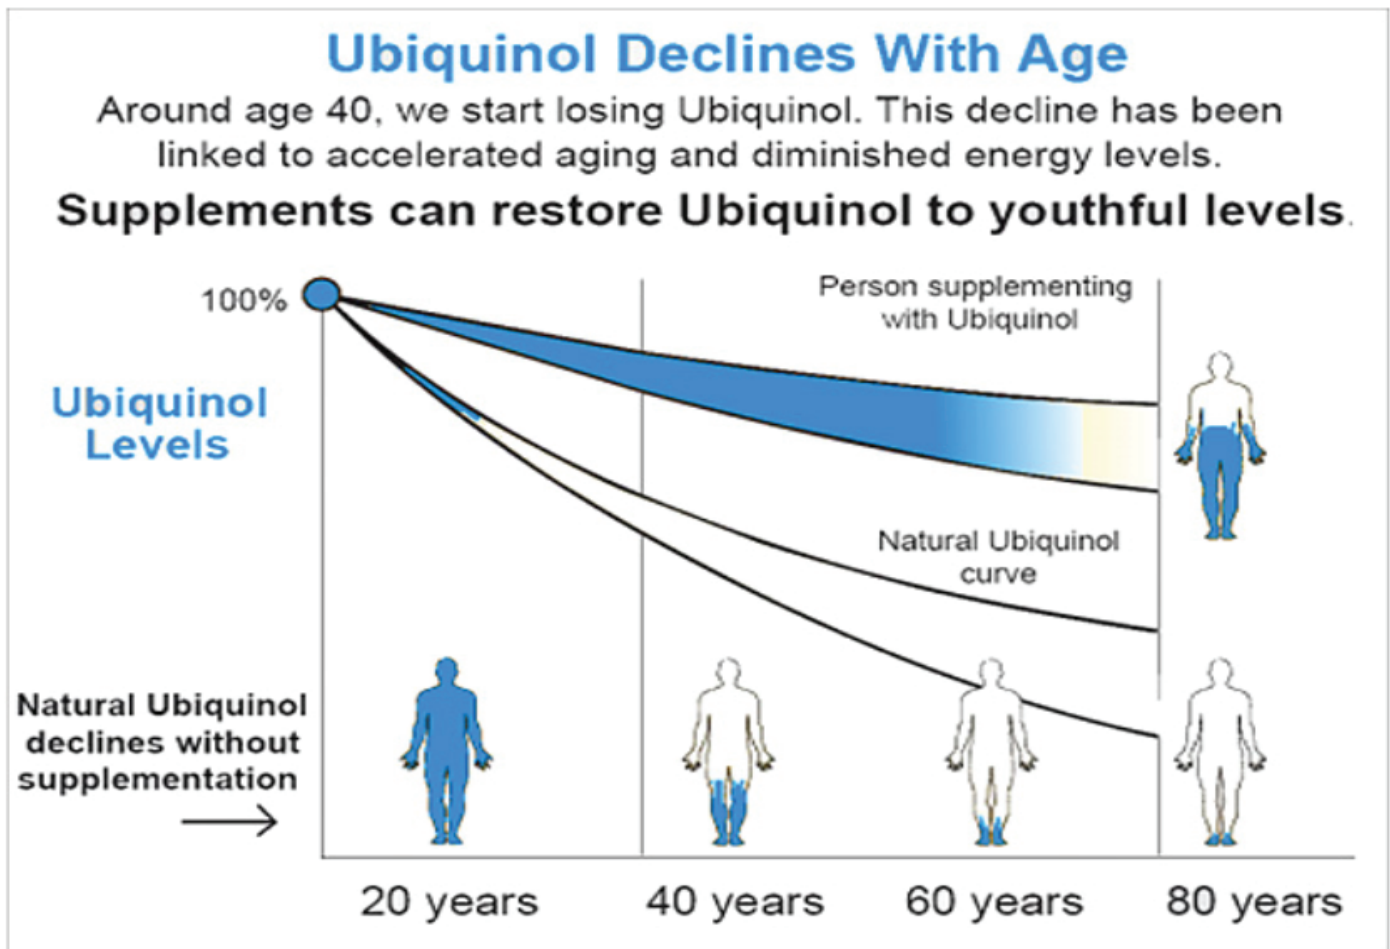 Ubiquinol Declines With Age
Around age 40, we start losing Ubiquinol. This decline has been
linked to accelerated aging and diminished energy levels.
Supplements can restore Ubiquinol to youthful levels.
100%
Person supplementing
with Ubiquinol
Ubiquinol
Levels
Natural Ubiquinol
curve
Natural Ubiquinol
declines without
supplementation
20 years
40 years
60 years
80 years